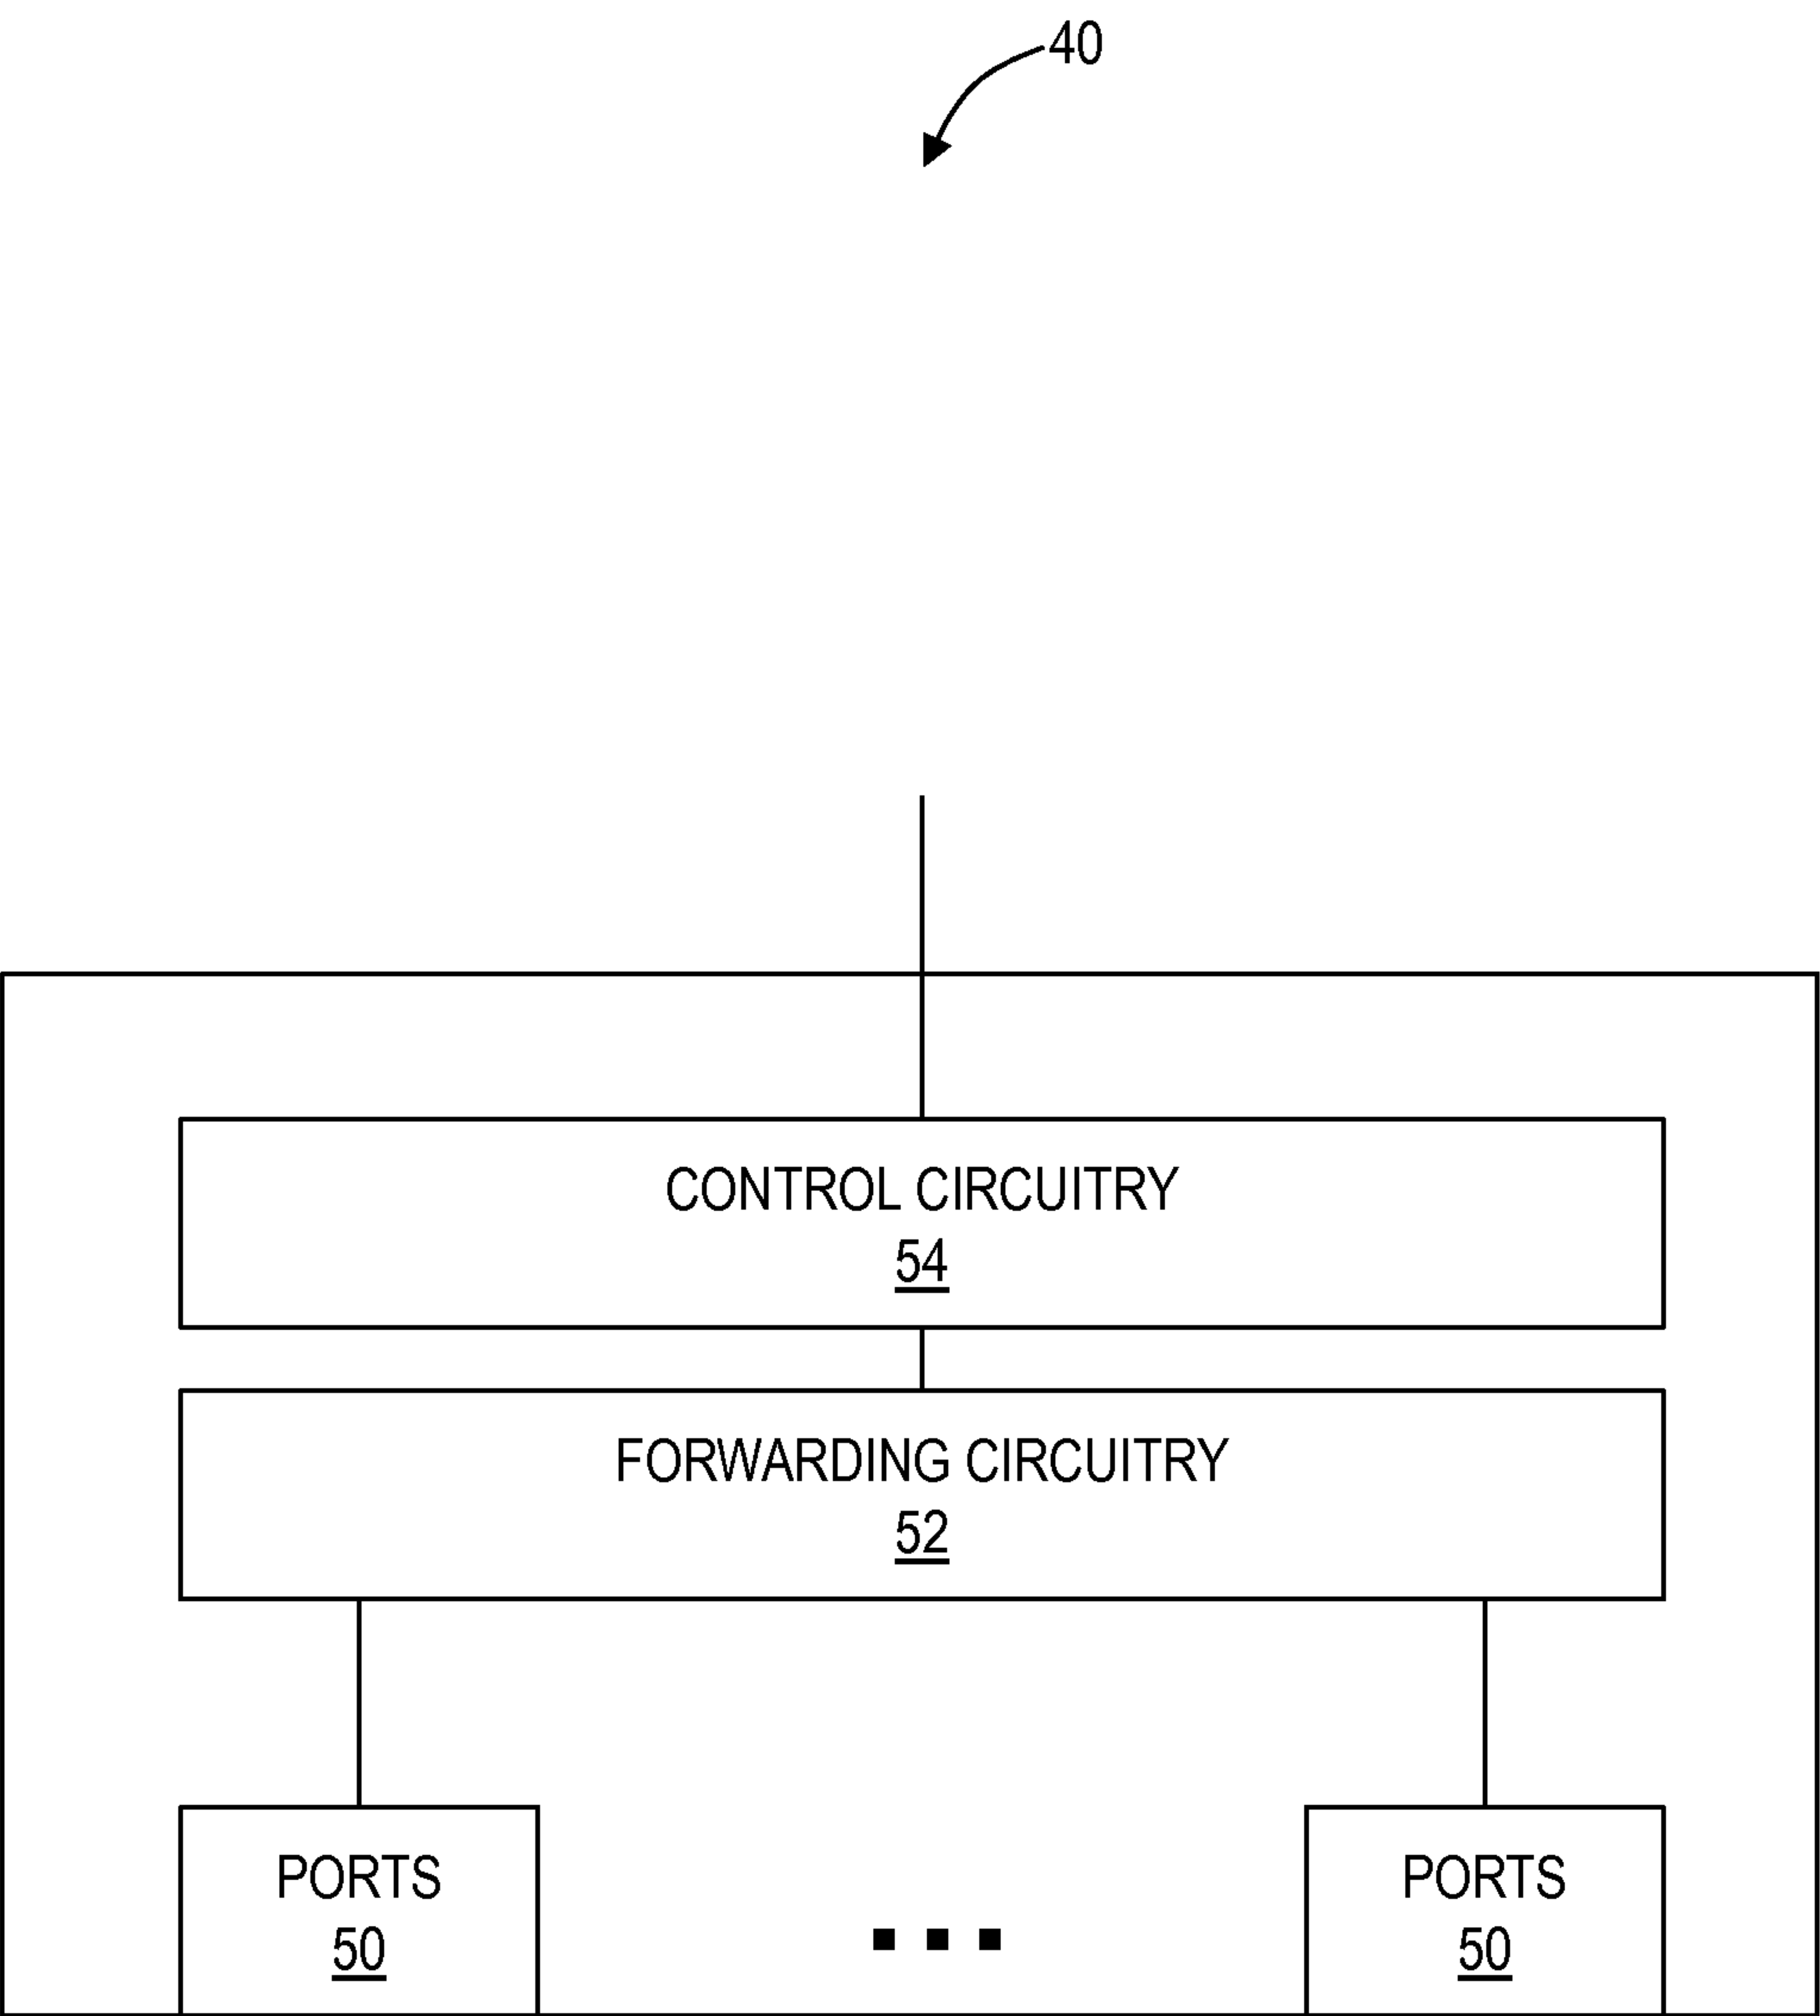 40
CONTROL CIRCUITRY
54
FORWARDING CIRCUITRY
52
PORTS
50
PORTS
50